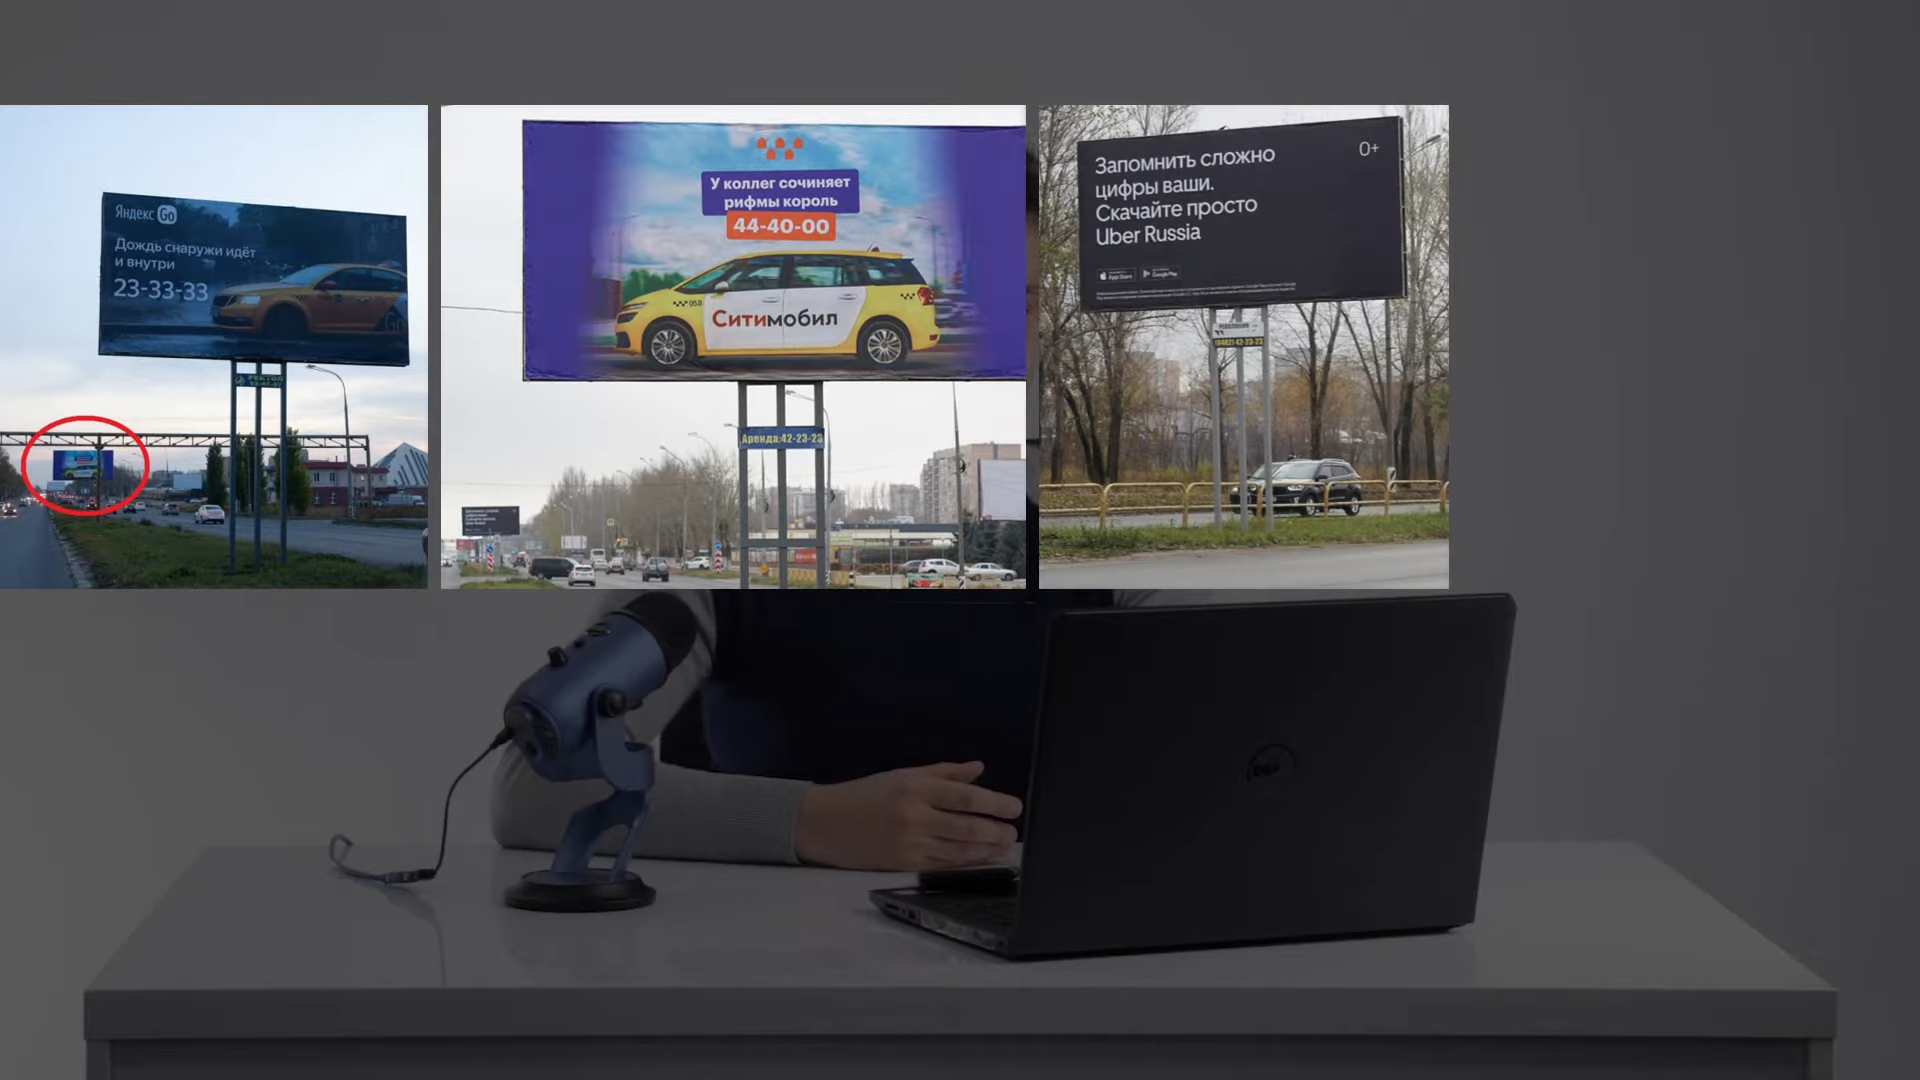 Яндекс Go
Дождь снаружи идёт
и внутри
23-33-33
У коллег сочиняет
рифмы король
44-40-00
058
Ситимобил
Аренда:42-23-23
Запомнить сложно
цифры ваши.
Скачайте просто
Uber Russia
0+
App Store
Google Play
(8482) 42-23-23
DELL